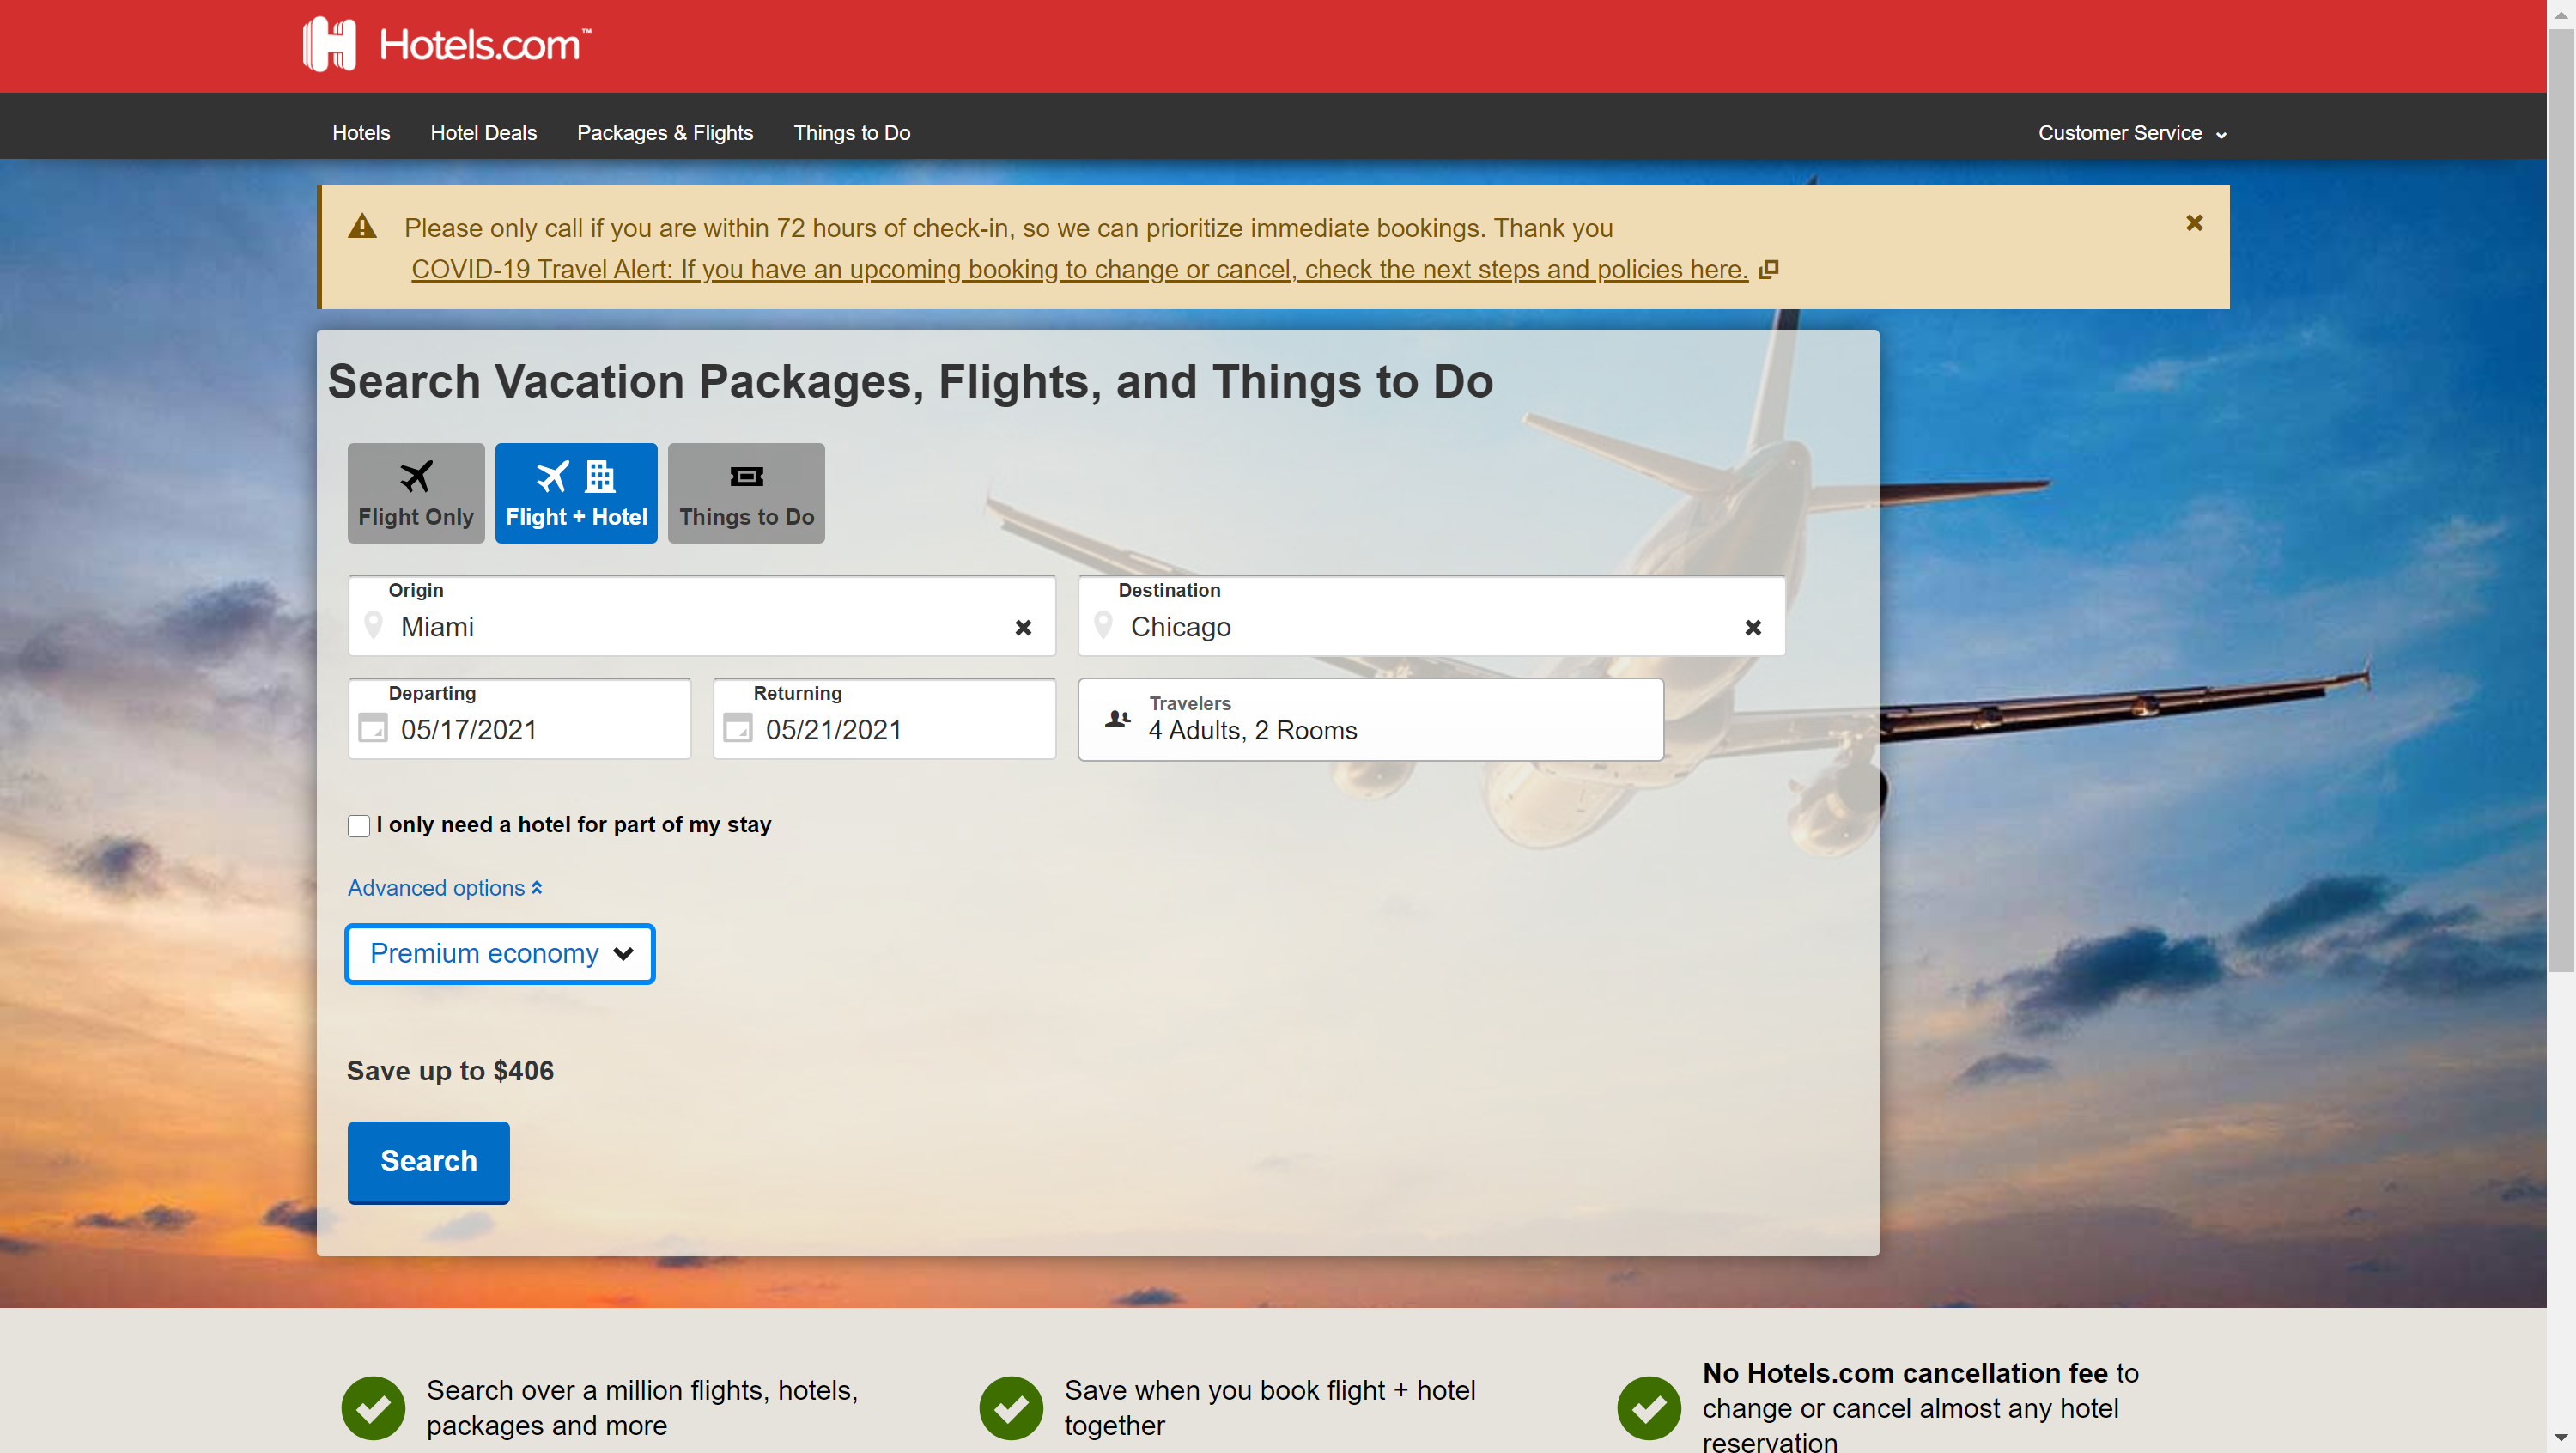 Hotels.com™
Hotels
Hotel Deals
Packages & Flights
Things to Do
Customer Service
Please only call if you are within 72 hours of check-in, so we can prioritize immediate bookings. Thank you
COVID-19 Travel Alert: If you have an upcoming booking to change or cancel, check the next steps and policies here.
Search Vacation Packages, Flights, and Things to Do
Flight Only
Flight + Hotel
Things to Do
Origin
Miami
Destination
Chicago
Departing
05/17/2021
Returning
05/21/2021
Travelers
4 Adults, 2 Rooms
I only need a hotel for part of my stay
Advanced options
Premium economy
Save up to $406
Search
Search over a million flights, hotels,
packages and more
Save when you book flight + hotel
together
No Hotels.com cancellation fee to
change or cancel almost any hotel
reservation